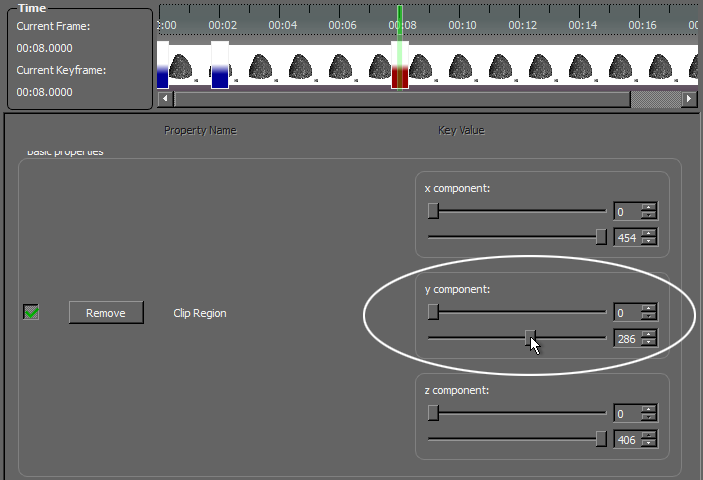 Time
Current Frame:
00:08.0000
Current Keyframe:
00:08.0000
:00 00:02 00:04 00:06 00:08 00:10 00:12 00:14 00:16
Property Name Key Value
Basic properties
x component:
0
454
y component:
0
286
Remove Clip Region
z component:
0
406